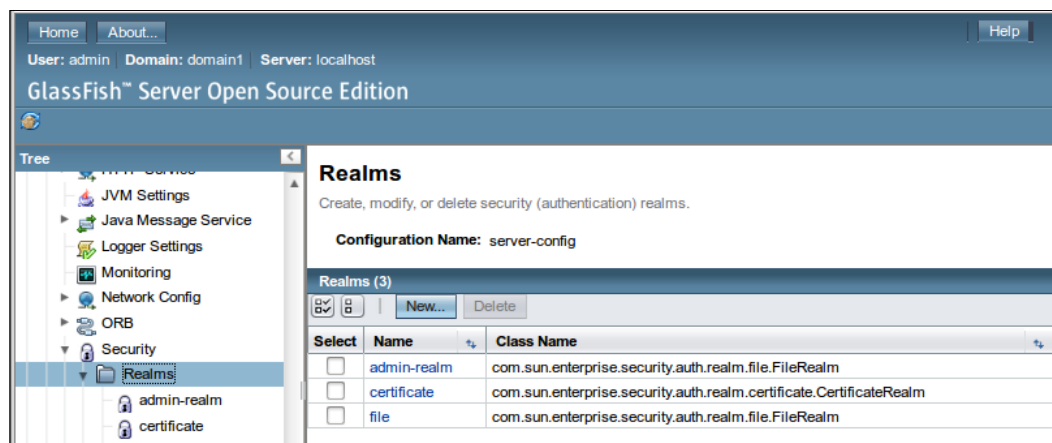 Home About... Help
User: admin Domain: domain1 Server: localhost
GlassFish™ Server Open Source Edition
Tree
JVM Settings
Java Message Service
Logger Settings
Monitoring
Network Config
ORB
Security
Realms
admin-realm
certificate
Realms
Create, modify, or delete security (authentication) realms.
Configuration Name: server-config
Realms (3)
New... Delete
Select Name Class Name
admin-realm com.sun.enterprise.security.auth.realm.file.FileRealm
certificate com.sun.enterprise.security.auth.realm.certificate.CertificateRealm
file com.sun.enterprise.security.auth.realm.file.FileRealm